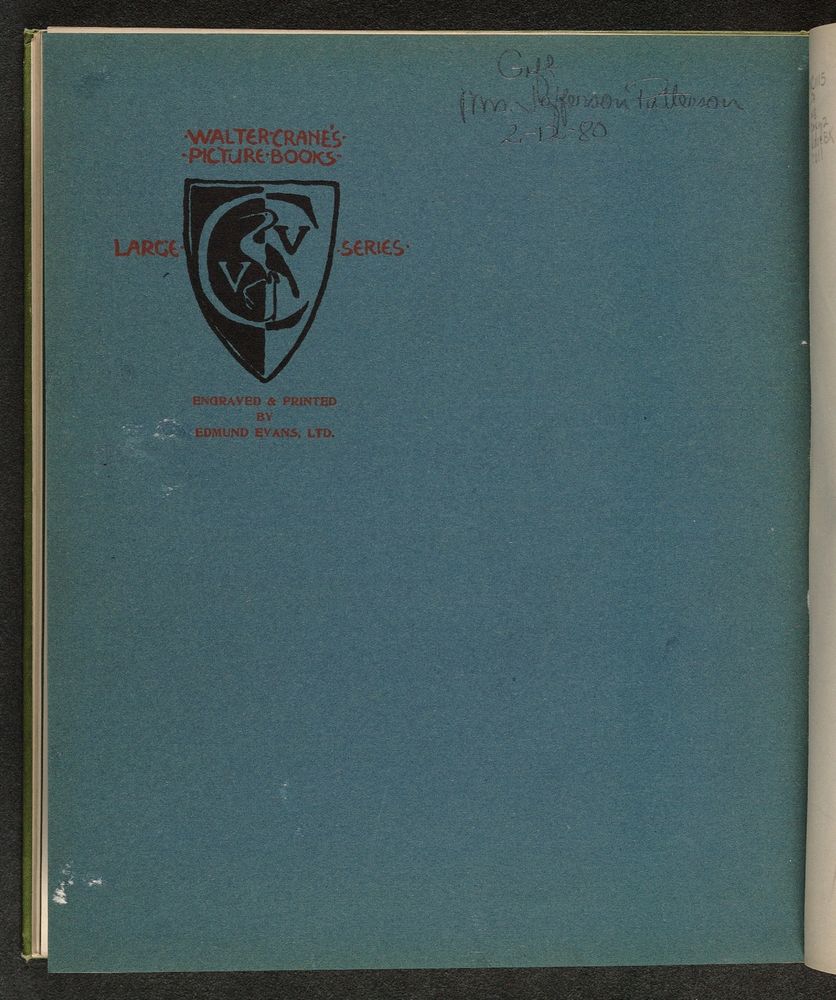 Gift
Mrs. Jefferson Patterson
2-12-80
·WALTER·CRANE'S·
·PICTURE·BOOKS·
LARGE·
·SERIES·
V
V
ENGRAVED & PRINTED
BY
EDMUND EVANS, LTD.